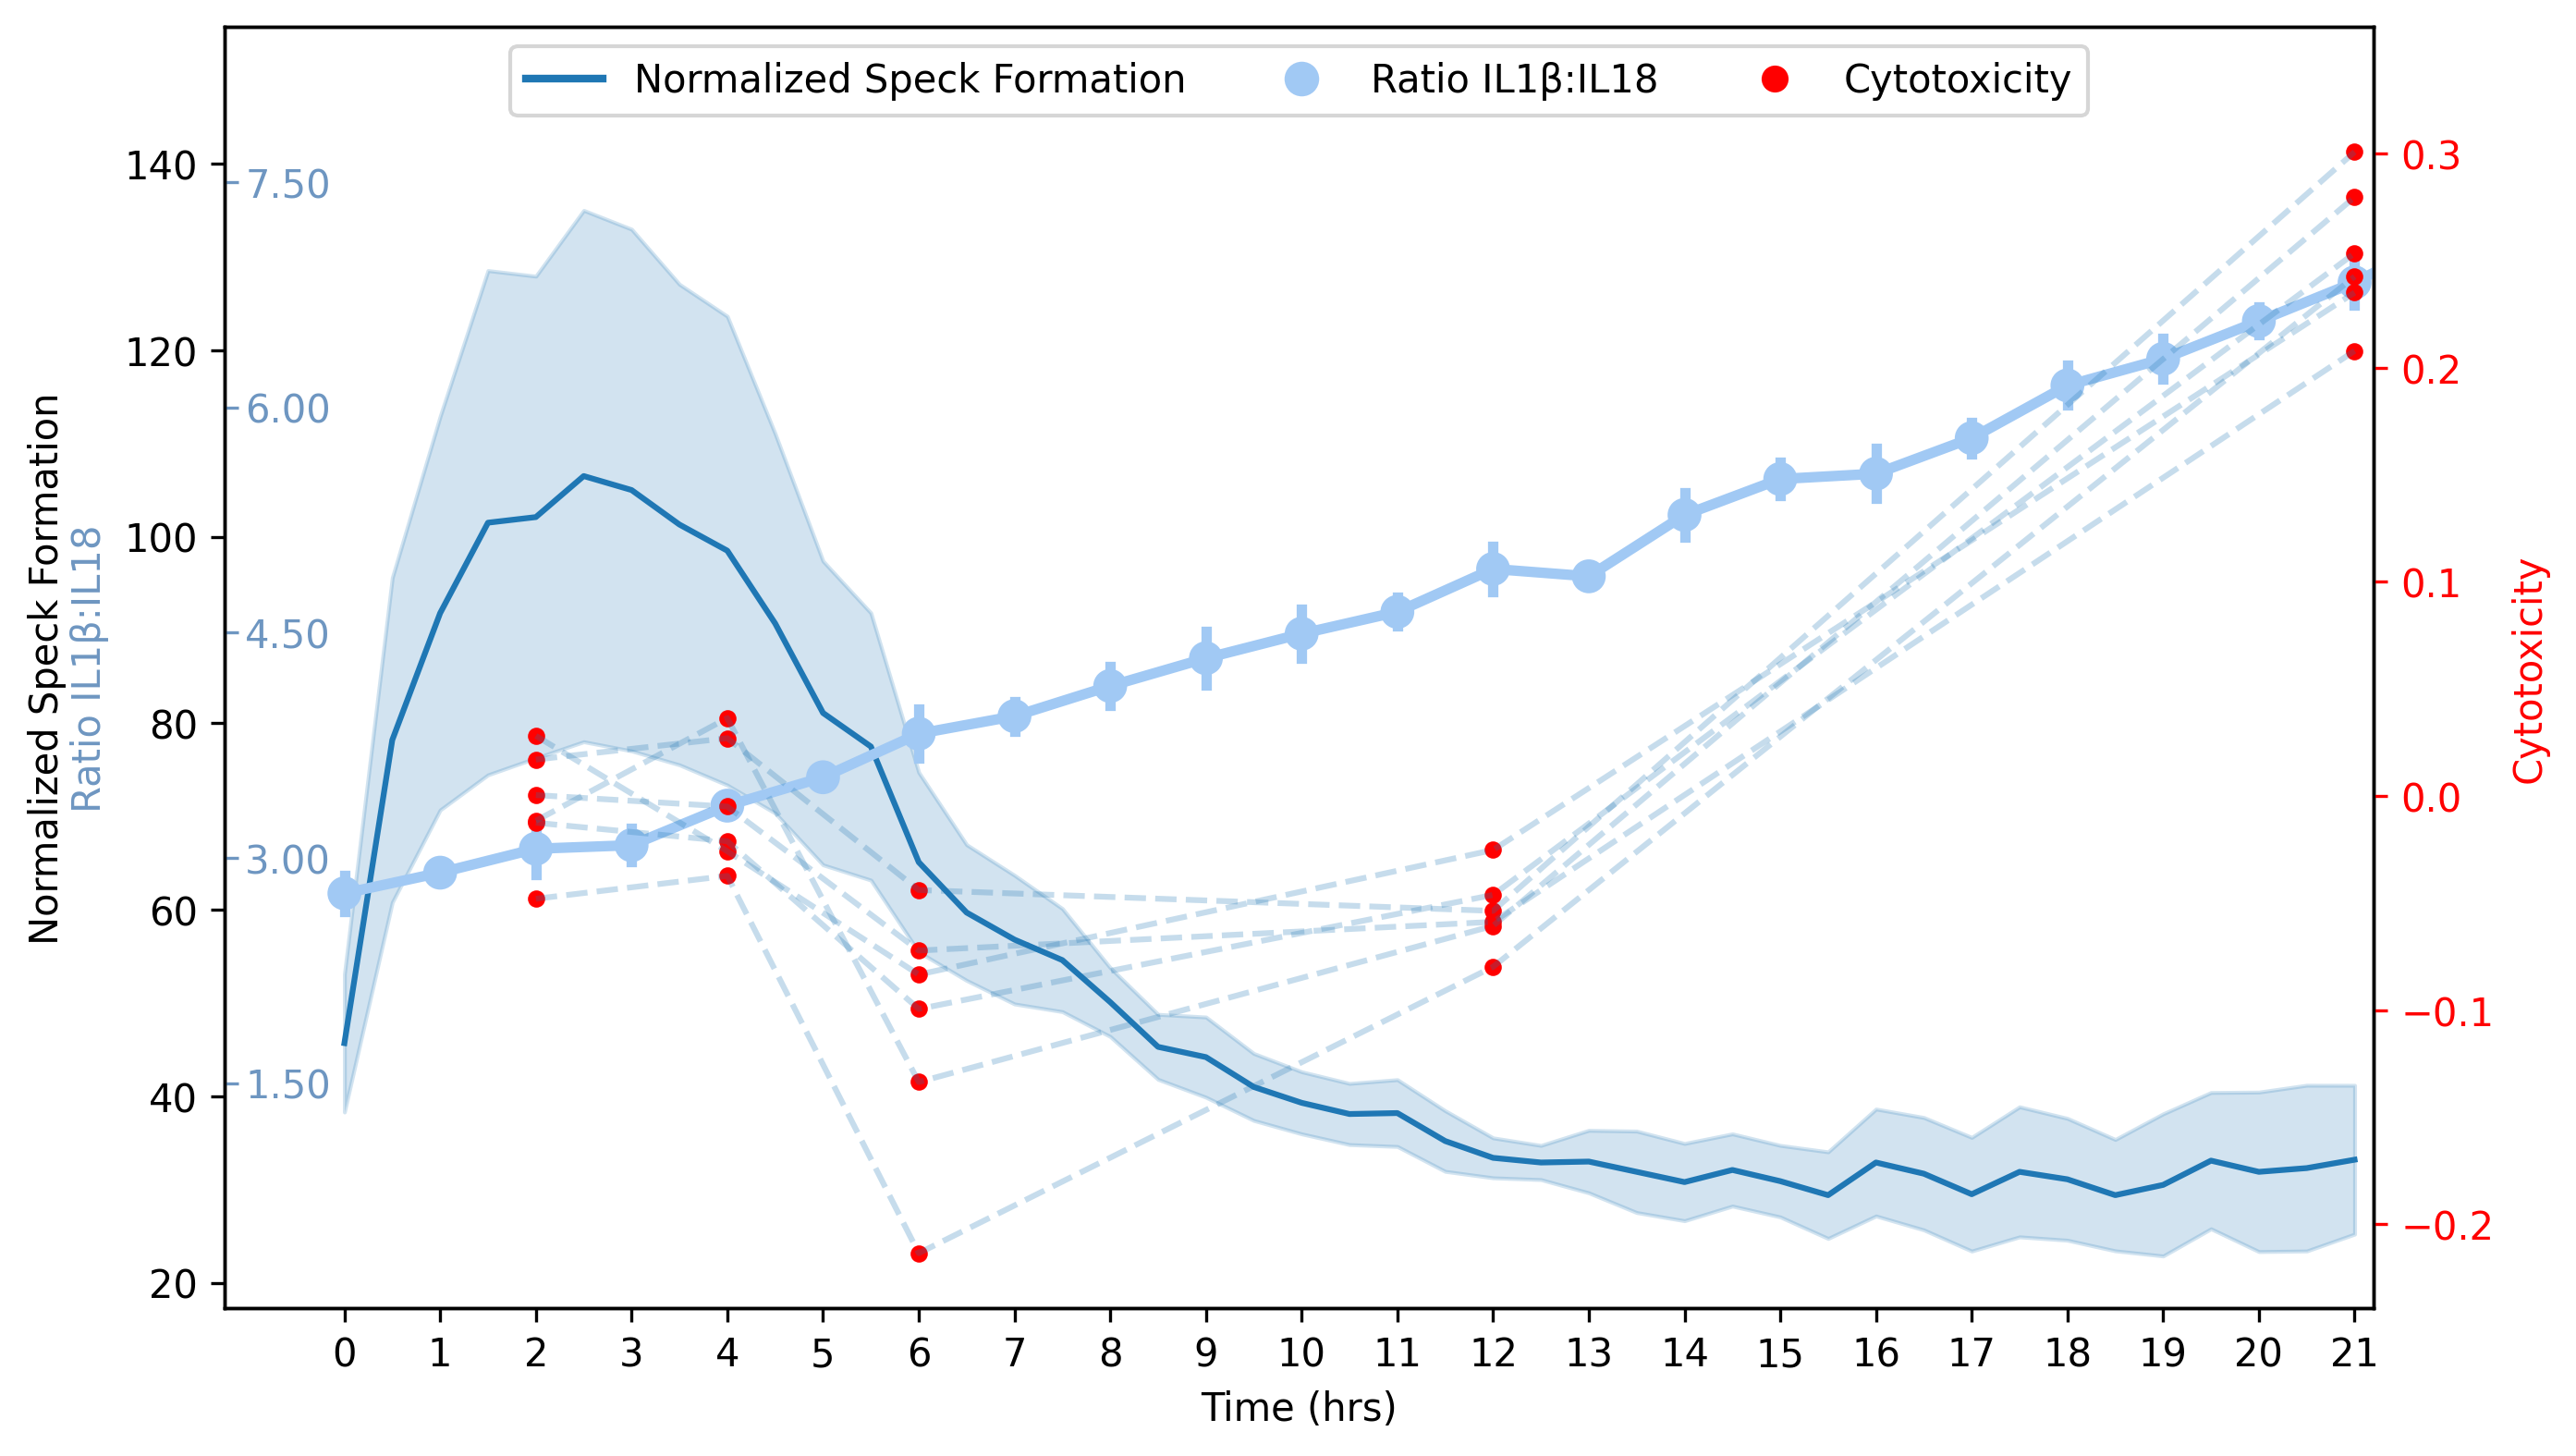 Normalized Speck Formation
Ratio IL1β:IL18
Cytotoxicity
140
120
100
80
60
40
20
Normalized Speck Formation
7.50
6.00
4.50
3.00
1.50
Ratio IL1β:IL18
0.3
0.2
0.1
0.0
−0.1
−0.2
Cytotoxicity
0 1 2 3 4 5 6 7 8 9 10 11 12 13 14 15 16 17 18 19 20 21
Time (hrs)